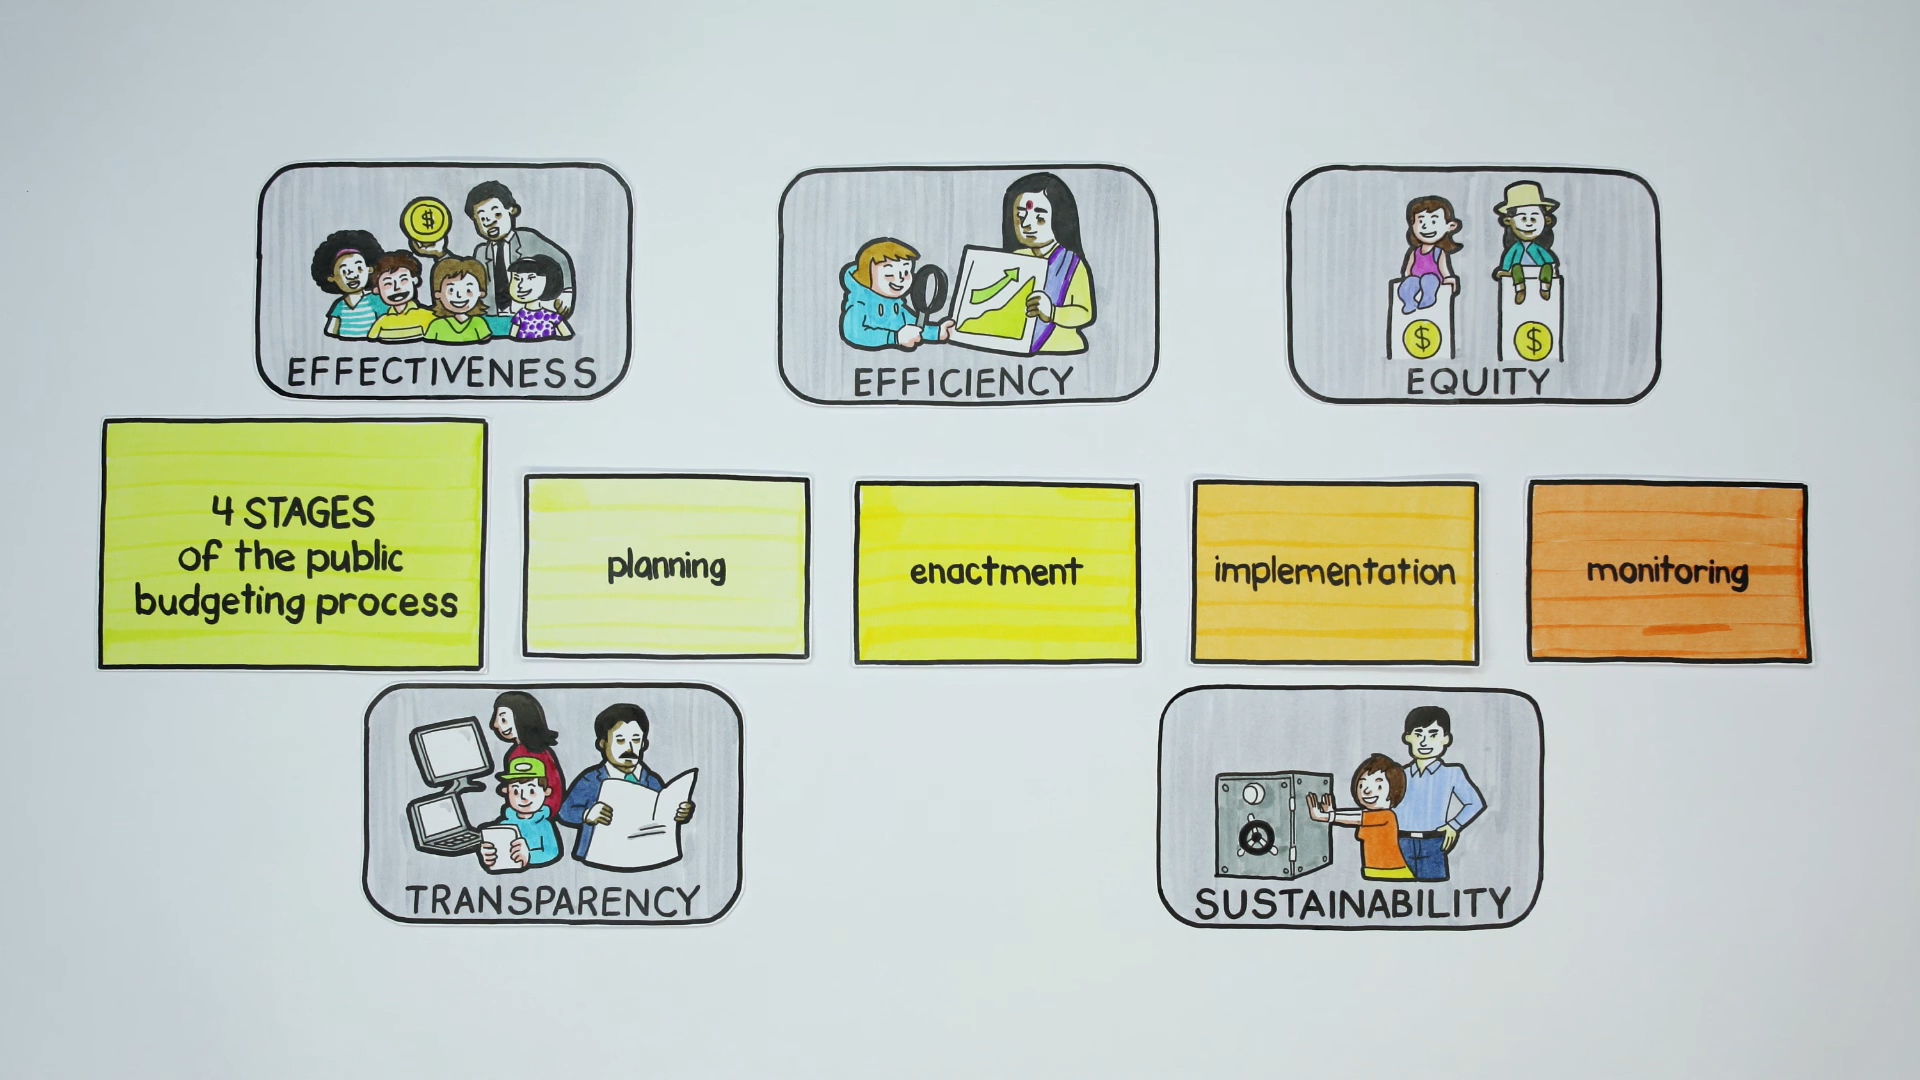 $
EFFECTIVENESS
EFFICIENCY
$
$
EQUITY
4 STAGES
of the public
budgeting process
planning
enactment
implementation
monitoring
TRANSPARENCY
SUSTAINABILITY